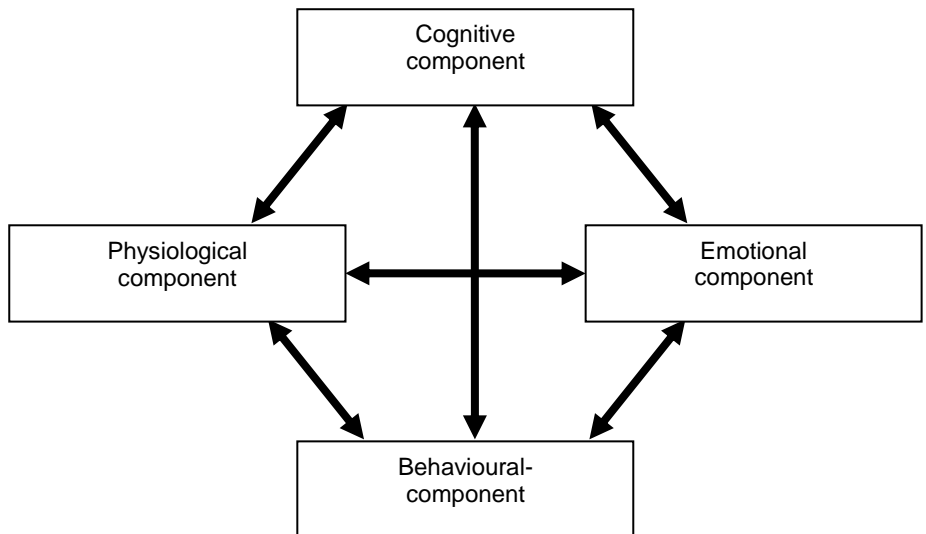 Cognitive
component
Physiological
component
Emotional
component
Behavioural-
component